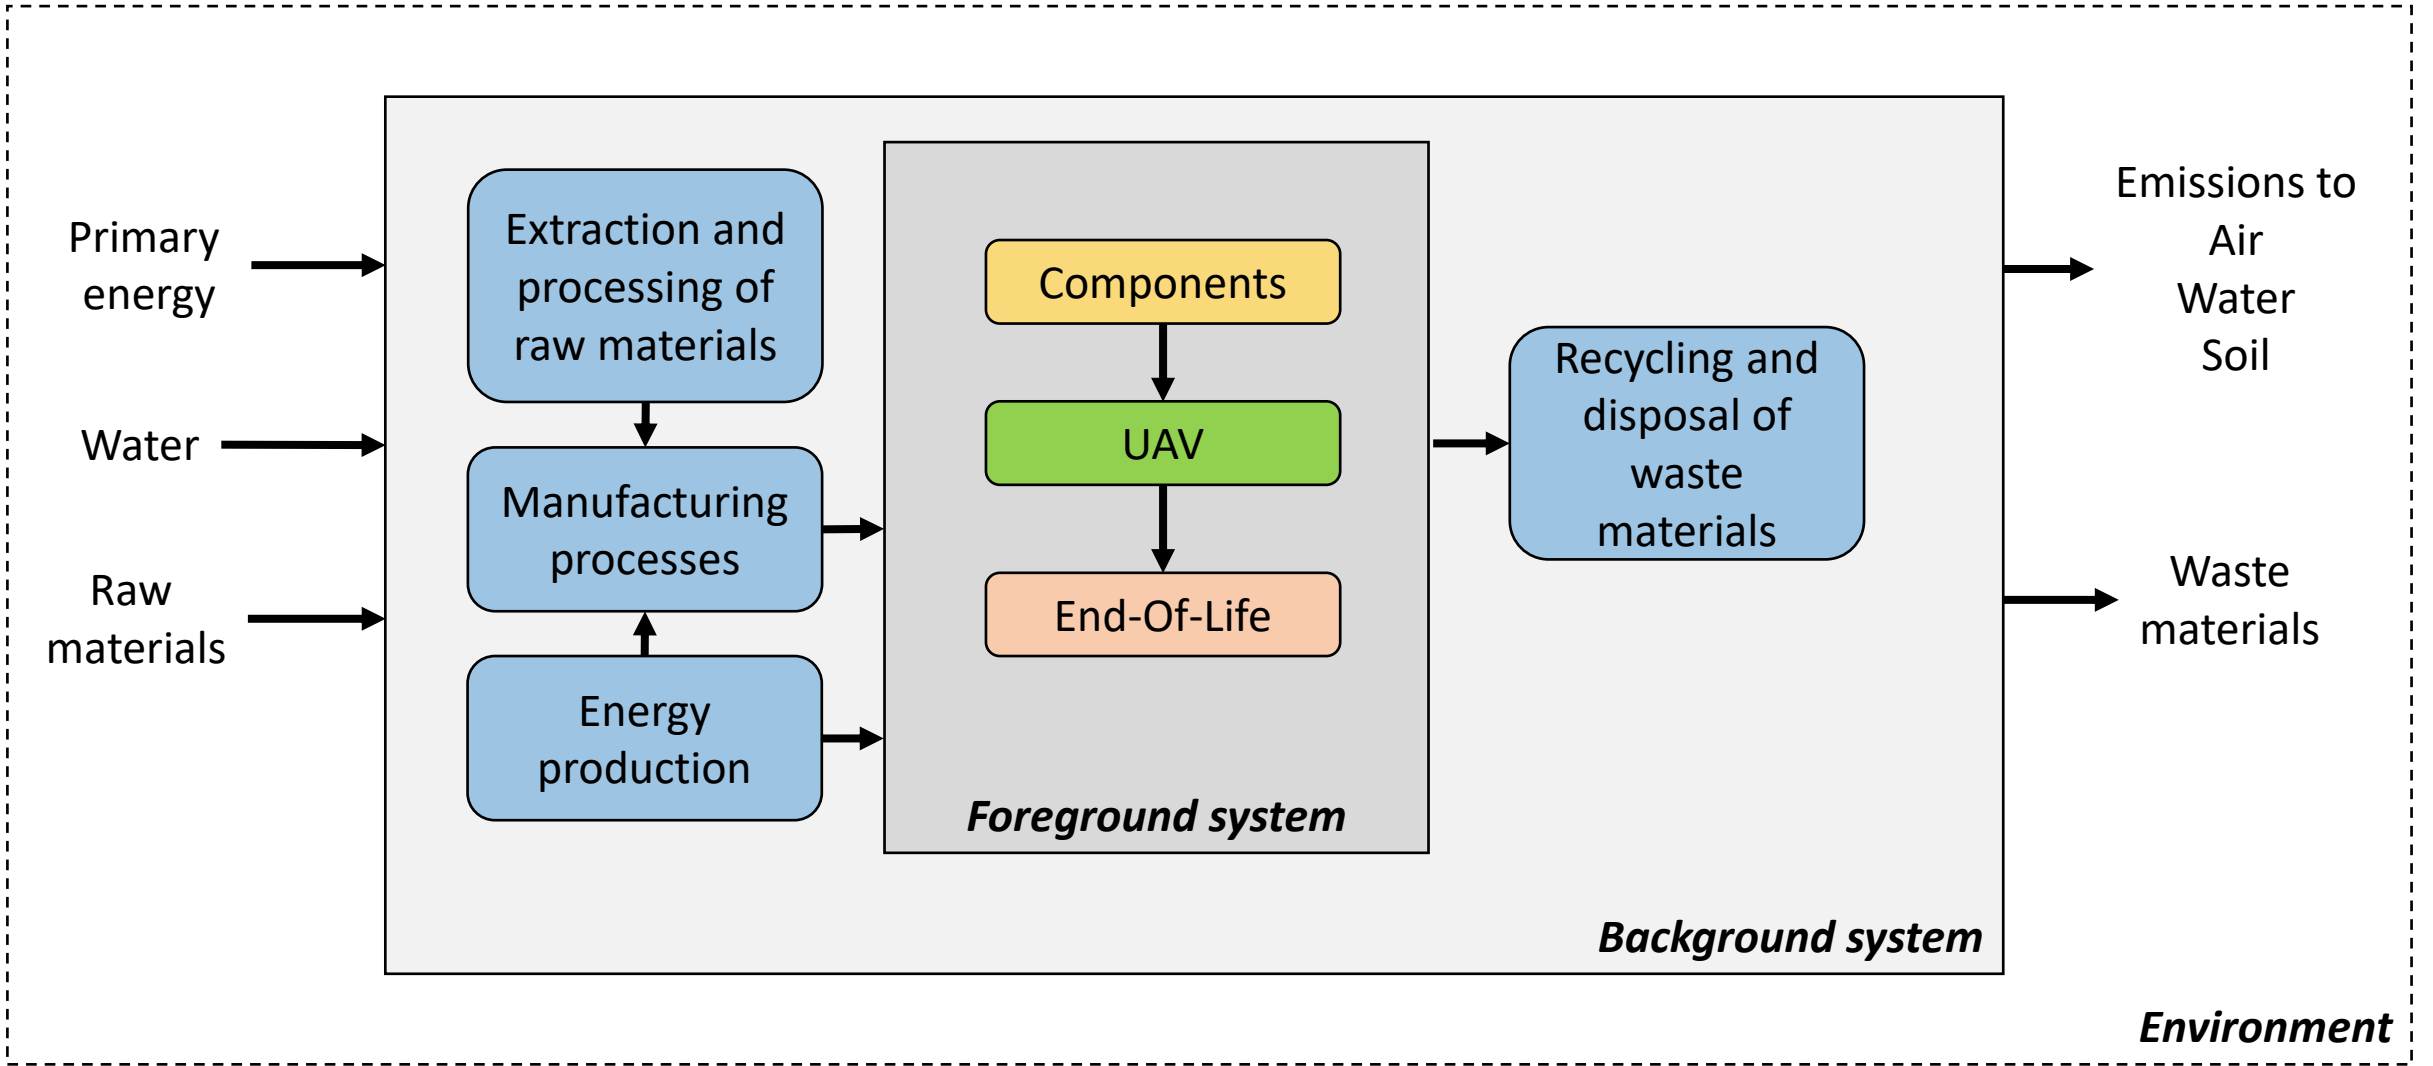 Primary
energy
Water
Raw
materials
Extraction and
processing of
raw materials
Manufacturing
processes
Energy
production
Components
UAV
End-Of-Life
Foreground system
Recycling and
disposal of
waste
materials
Background system
Emissions to
Air
Water
Soil
Waste
materials
Environment